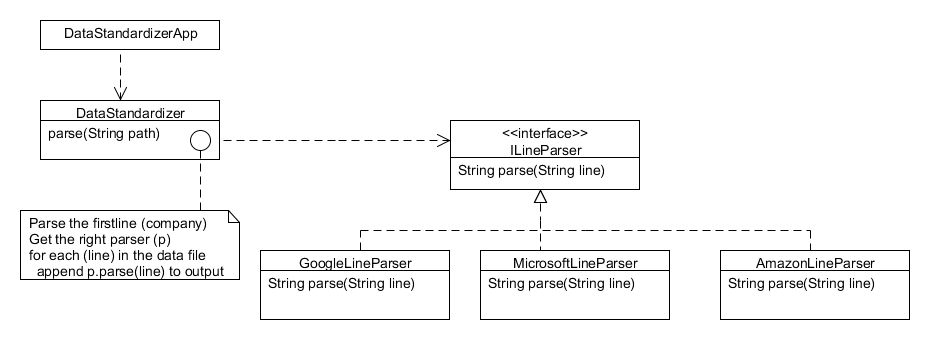 DataStandardizerApp
DataStandardizer
parse(String path)
<<interface>>
ILineParser
String parse(String line)
Parse the firstline (company)
Get the right parser (p)
for each (line) in the data file
append p.parse(line) to output
GoogleLineParser
String parse(String line)
MicrosoftLineParser
String parse(String line)
AmazonLineParser
String parse(String line)